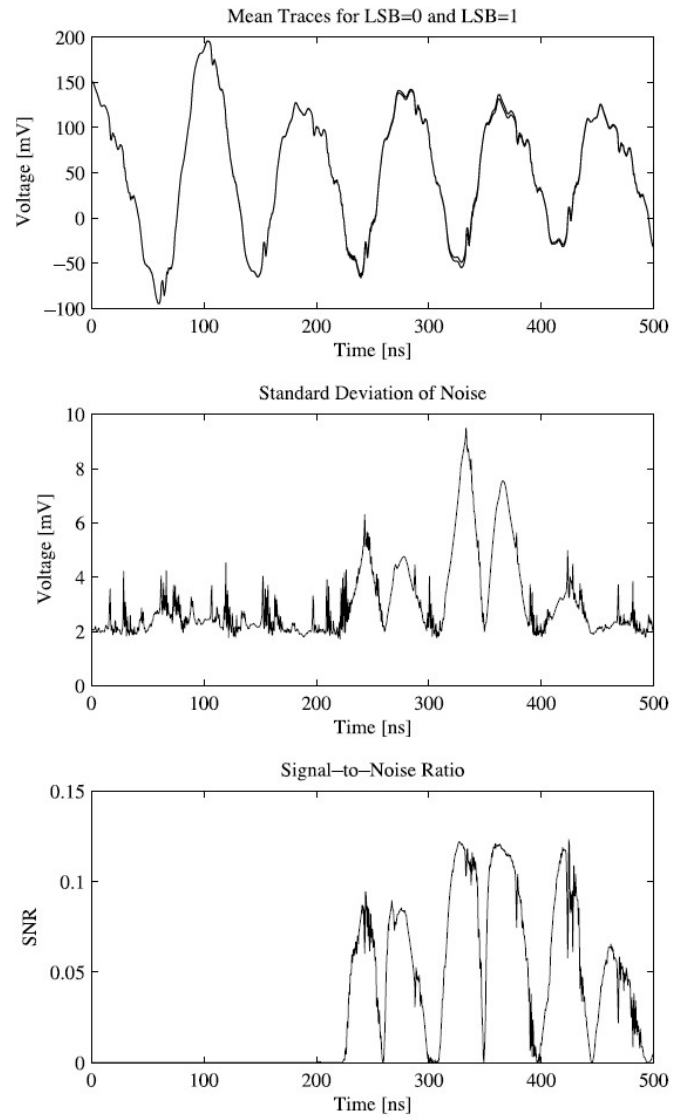 Mean Traces for LSB=0 and LSB=1
200
150
100
50
0
−50
−100
Voltage [mV]
0 100 200 300 400 500
Time [ns]
Standard Deviation of Noise
10
8
6
4
2
0
Voltage [mV]
0 100 200 300 400 500
Time [ns]
Signal−to−Noise Ratio
0.15
0.1
0.05
0
SNR
0 100 200 300 400 500
Time [ns]